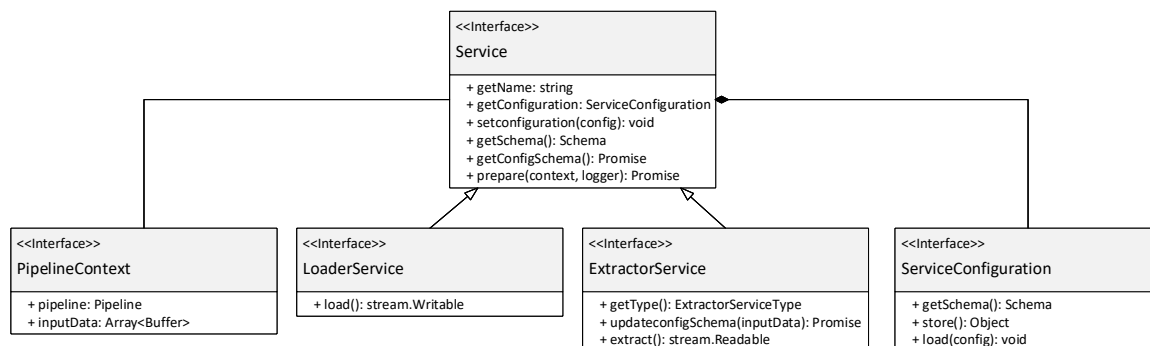 <<Interface>>
Service
+ getName: string
+ getConfiguration: ServiceConfiguration
+ setconfiguration(config): void
+ getSchema(): Schema
+ getConfigSchema(): Promise
+ prepare(context, logger): Promise
<<Interface>>
PipelineContext
+ pipeline: Pipeline
+ inputData: Array<Buffer>
<<Interface>>
LoaderService
+ load(): stream.Writable
<<Interface>>
ExtractorService
+ getType(): ExtractorServiceType
+ updateconfigSchema(inputData): Promise
+ extract(): stream.Readable
<<Interface>>
ServiceConfiguration
+ getSchema(): Schema
+ store(): Object
+ load(config): void